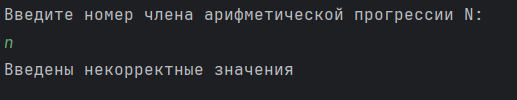 Введите номер члена арифметической прогрессии N:
n
Введены некорректные значения